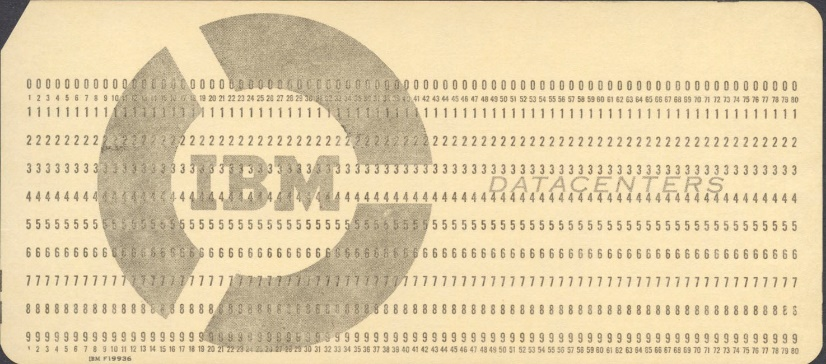 00000000000000000000000000000000000000000000000000000000000000000000000000000000
1 2 3 4 5 6 7 8 9 10 11 12 13 14 15 16 17 18 19 20 21 22 23 24 25 26 27 28 29 30 31 32 33 34 35 36 37 38 39 40 41 42 43 44 45 46 47 48 49 50 51 52 53 54 55 56 57 58 59 60 61 62 63 64 65 66 67 68 69 70 71 72 73 74 75 76 77 78 79 80
11111111111111111111111111111111111111111111111111111111111111111111111111111111
22222222222222222222222222222222222222222222222222222222222222222222222222222222
33333333333333333333333333333333333333333333333333333333333333333333333333333333
IBM DATACENTERS
44444444444444444444444444444444444444444444444444444444444444444444444444444444
55555555555555555555555555555555555555555555555555555555555555555555555555555555
66666666666666666666666666666666666666666666666666666666666666666666666666666666
77777777777777777777777777777777777777777777777777777777777777777777777777777777
88888888888888888888888888888888888888888888888888888888888888888888888888888888
99999999999999999999999999999999999999999999999999999999999999999999999999999999
1 2 3 4 5 6 7 8 9 10 11 12 13 14 15 16 17 18 19 20 21 22 23 24 25 26 27 28 29 30 31 32 33 34 35 36 37 38 39 40 41 42 43 44 45 46 47 48 49 50 51 52 53 54 55 56 57 58 59 60 61 62 63 64 65 66 67 68 69 70 71 72 73 74 75 76 77 78 79 80
IBM F19936